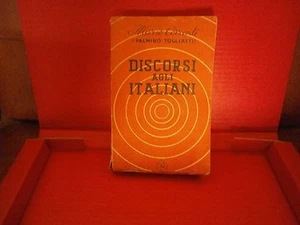 (PALMIRO TOGLIATTI)
DISCORSI
AGLI
ITALIANI